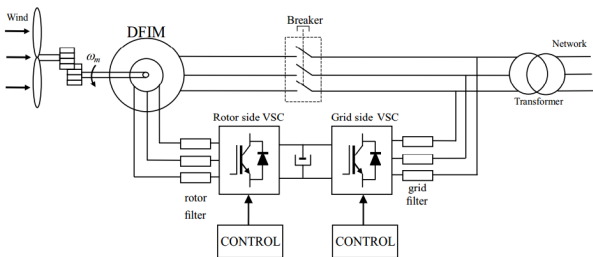 Wind
DFIM
Breaker
Network
ωm
Transformer
Rotor side VSC
Grid side VSC
rotor
filter
grid
filter
CONTROL
CONTROL